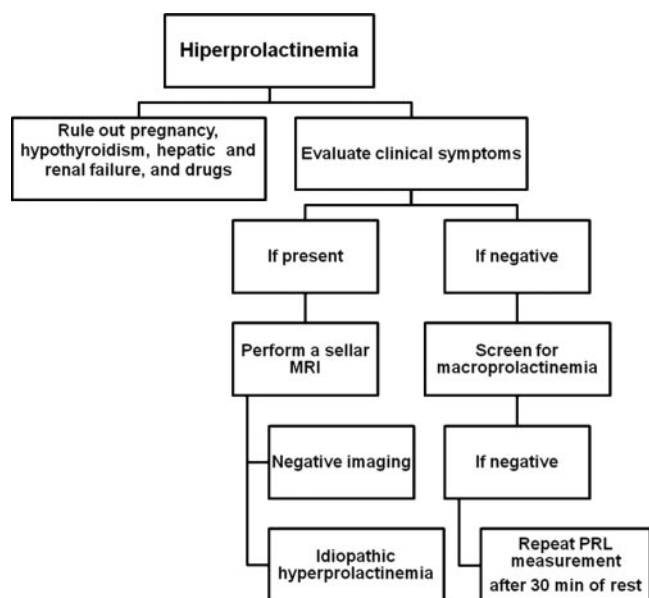 Hiperprolactinemia
Rule out pregnancy,
hypothyroidism, hepatic and
renal failure, and drugs
Evaluate clinical symptoms
If present
If negative
Perform a sellar
MRI
Screen for
macroprolactinemia
Negative imaging
If negative
Idiopathic
hyperprolactinemia
Repeat PRL
measurement
after 30 min of rest